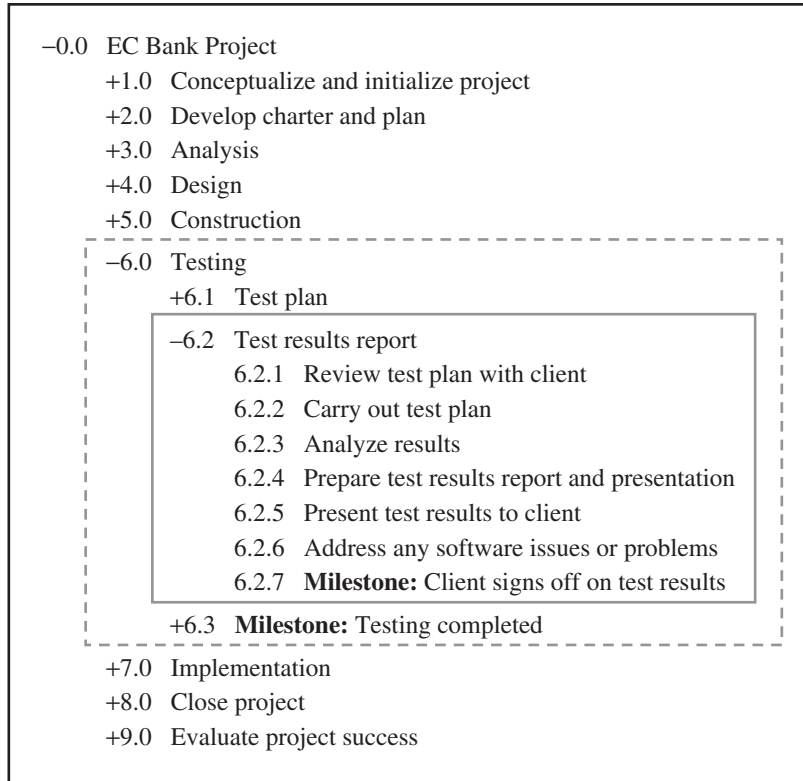 −0.0 EC Bank Project
+1.0 Conceptualize and initialize project
+2.0 Develop charter and plan
+3.0 Analysis
+4.0 Design
+5.0 Construction
−6.0 Testing
+6.1 Test plan
–6.2 Test results report
6.2.1 Review test plan with client
6.2.2 Carry out test plan
6.2.3 Analyze results
6.2.4 Prepare test results report and presentation
6.2.5 Present test results to client
6.2.6 Address any software issues or problems
6.2.7 Milestone: Client signs off on test results
+6.3 Milestone: Testing completed
+7.0 Implementation
+8.0 Close project
+9.0 Evaluate project success